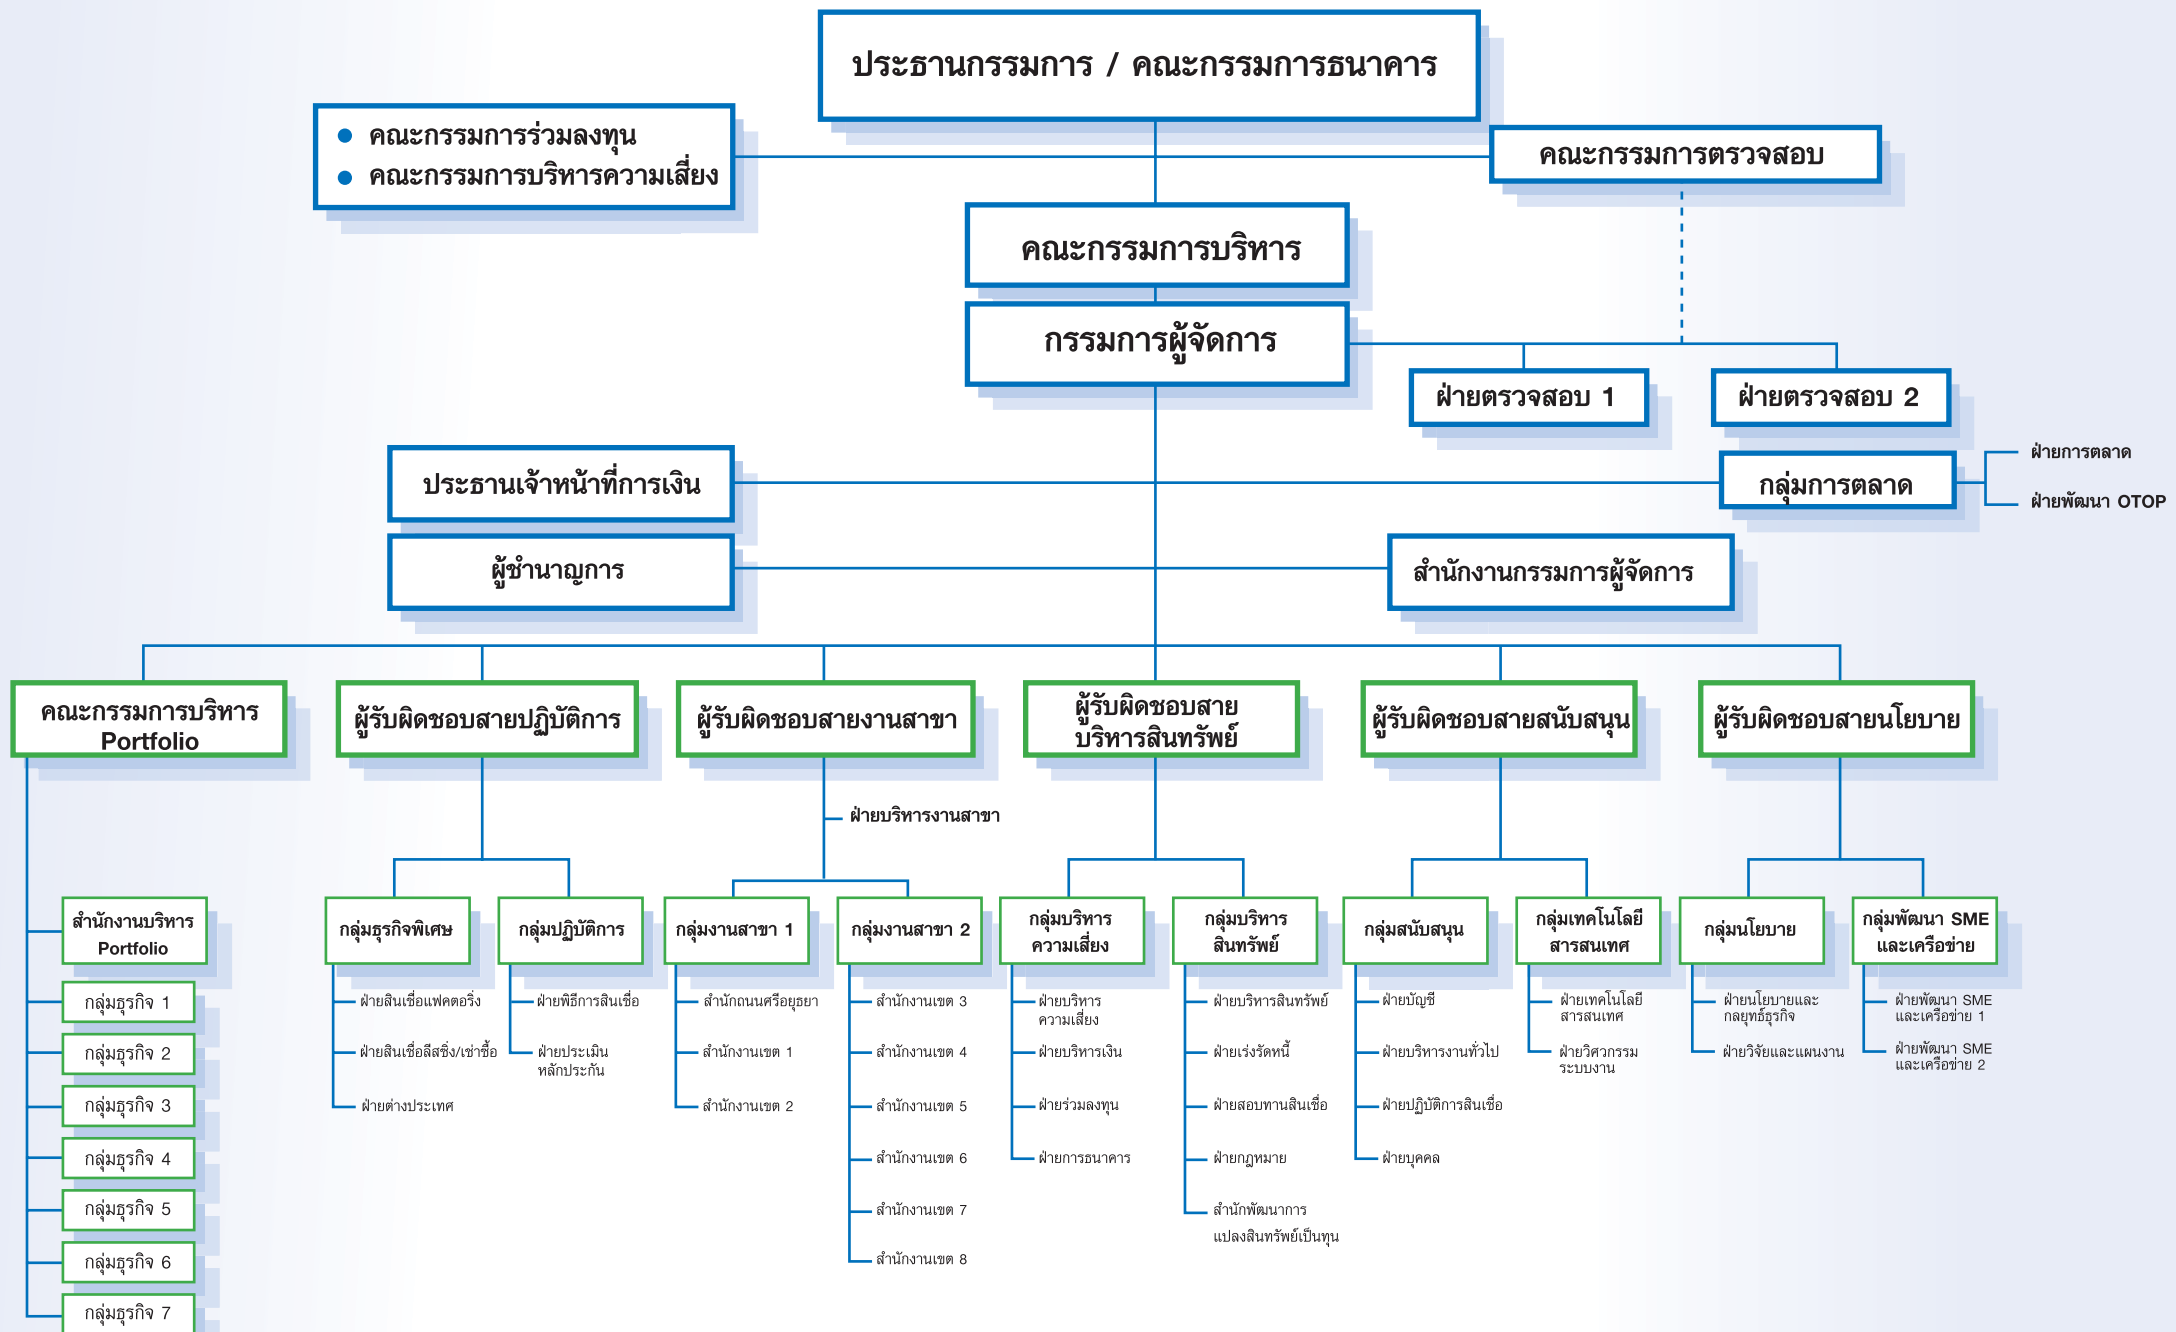 ประธานกรรมการ / คณะกรรมการธนาคาร
คณะกรรมการร่วมลงทุน
คณะกรรมการบริหารความเสี่ยง
คณะกรรมการตรวจสอบ
คณะกรรมการบริหาร
กรรมการผู้จัดการ
ฝ่ายตรวจสอบ 1
ฝ่ายตรวจสอบ 2
ประธานเจ้าหน้าที่การเงิน
กลุ่มการตลาด
ฝ่ายการตลาด
ฝ่ายพัฒนา OTOP
ผู้ชำนาญการ
สำนักงานกรรมการผู้จัดการ
คณะกรรมการบริหาร
Portfolio
ผู้รับผิดชอบสายปฏิบัติการ
ผู้รับผิดชอบสายงานสาขา
ผู้รับผิดชอบสาย
บริหารสินทรัพย์
ผู้รับผิดชอบสายสนับสนุน
ผู้รับผิดชอบสายนโยบาย
ฝ่ายบริหารงานสาขา
สำนักงานบริหาร
Portfolio
กลุ่มธุรกิจ 1
กลุ่มธุรกิจ 2
กลุ่มธุรกิจ 3
กลุ่มธุรกิจ 4
กลุ่มธุรกิจ 5
กลุ่มธุรกิจ 6
กลุ่มธุรกิจ 7
กลุ่มธุรกิจพิเศษ
ฝ่ายสินเชื่อแฟคตอริ่ง
ฝ่ายสินเชื่อลีสซิ่ง/เช่าซื้อ
ฝ่ายต่างประเทศ
กลุ่มปฏิบัติการ
ฝ่ายพิธีการสินเชื่อ
ฝ่ายประเมิน
หลักประกัน
กลุ่มงานสาขา 1
สำนักถนนศรีอยุธยา
สำนักงานเขต 1
สำนักงานเขต 2
กลุ่มงานสาขา 2
สำนักงานเขต 3
สำนักงานเขต 4
สำนักงานเขต 5
สำนักงานเขต 6
สำนักงานเขต 7
สำนักงานเขต 8
กลุ่มบริหาร
ความเสี่ยง
ฝ่ายบริหาร
ความเสี่ยง
ฝ่ายบริหารเงิน
ฝ่ายร่วมลงทุน
ฝ่ายการธนาคาร
กลุ่มบริหาร
สินทรัพย์
ฝ่ายบริหารสินทรัพย์
ฝ่ายเร่งรัดหนี้
ฝ่ายสอบทานสินเชื่อ
ฝ่ายกฎหมาย
สำนักพัฒนาการ
แปลงสินทรัพย์เป็นทุน
กลุ่มสนับสนุน
ฝ่ายบัญชี
ฝ่ายบริหารงานทั่วไป
ฝ่ายปฏิบัติการสินเชื่อ
ฝ่ายบุคคล
กลุ่มเทคโนโลยี
สารสนเทศ
ฝ่ายเทคโนโลยี
สารสนเทศ
ฝ่ายวิศวกรรม
ระบบงาน
กลุ่มนโยบาย
ฝ่ายนโยบายและ
กลยุทธ์ธุรกิจ
ฝ่ายวิจัยและแผนงาน
กลุ่มพัฒนา SME
และเครือข่าย
ฝ่ายพัฒนา SME
และเครือข่าย 1
ฝ่ายพัฒนา SME
และเครือข่าย 2